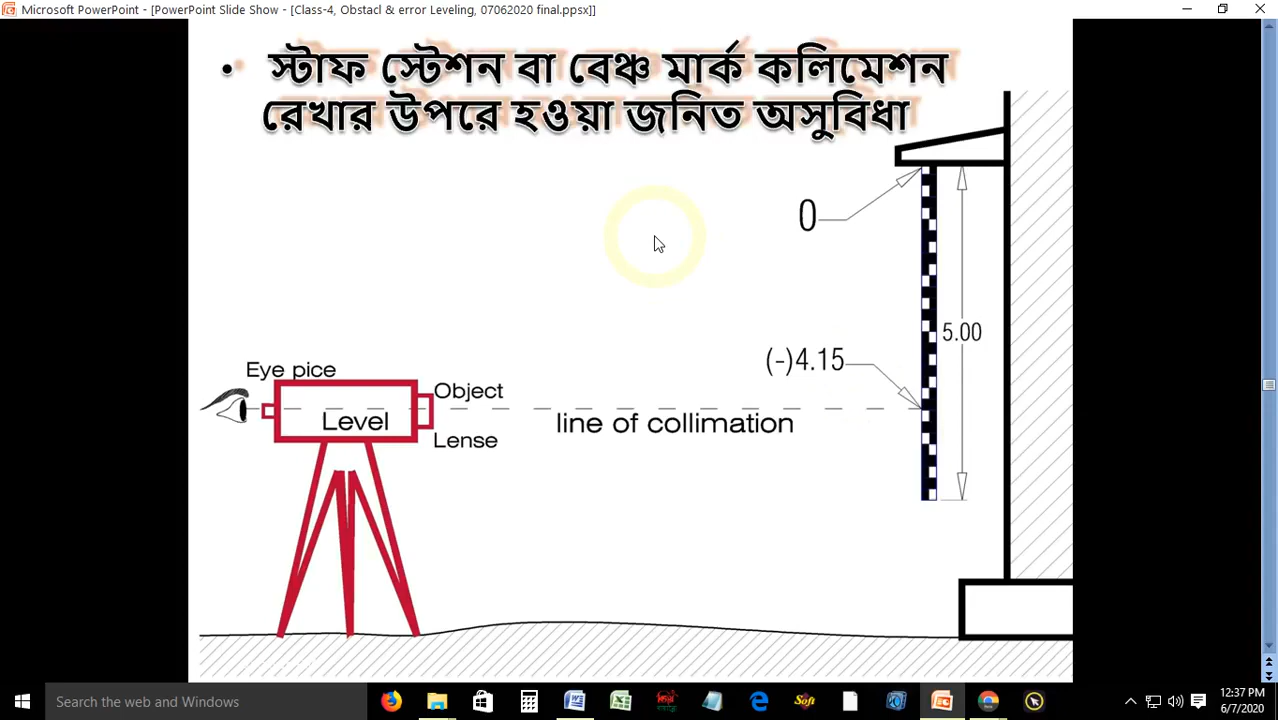 Microsoft PowerPoint - [PowerPoint Slide Show - [Class-4, Obstacl & error Leveling, 07062020 final.ppsx]]
• স্টাফ স্টেশন বা বেঞ্চ মার্ক কলিমেশন
রেখার উপরে হওয়া জনিত অসুবিধা
0
5.00
(-)4.15
Eye pice
Object
Level
line of collimation
Lense
Search the web and Windows
Soft
12:37 PM
6/7/2020